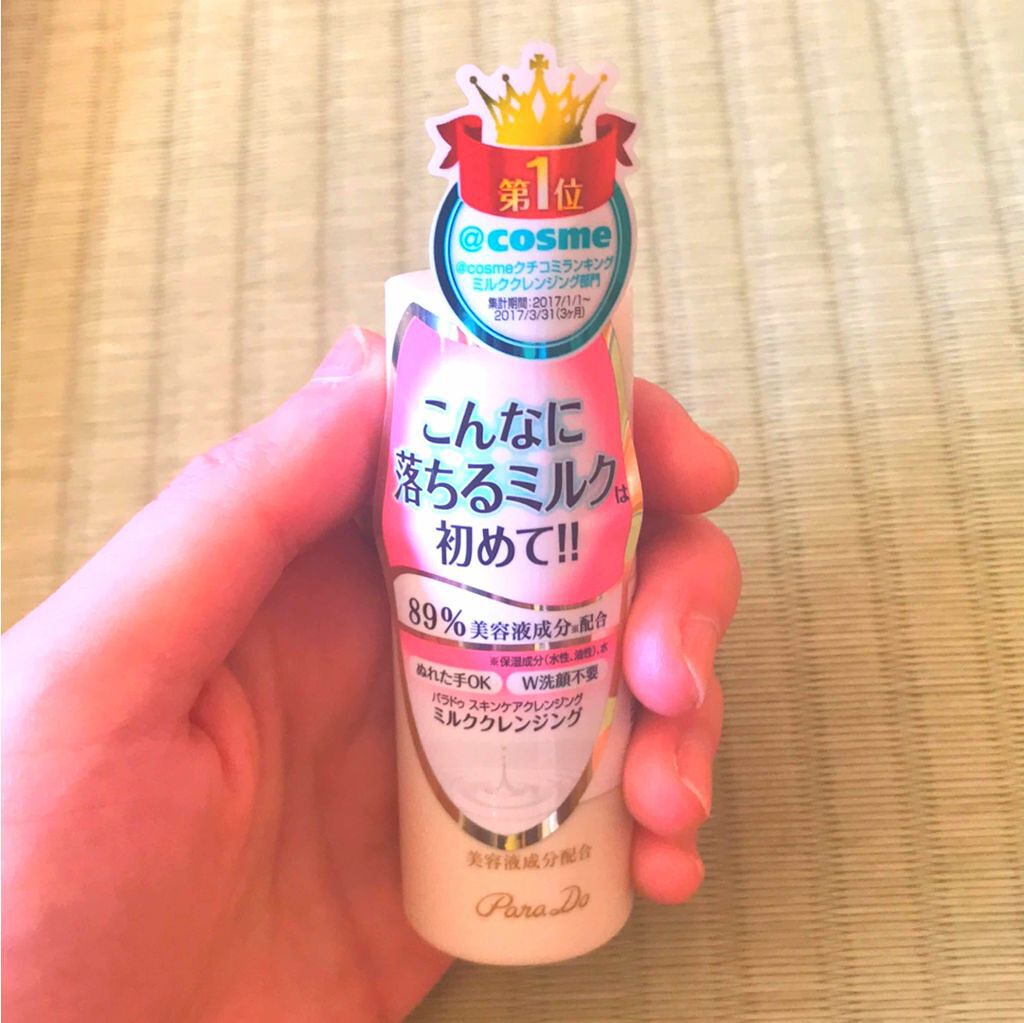 第1位
@cosme
@cosmeクチコミランキング
ミルククレンジング部門
集計期間:2017/1/1~
2017/3/31(3ヶ月)
こんなに
落ちるミルクは
初めて!!
89%美容液成分※配合
※保湿成分(水性、油性)、水
ぬれた手OK W洗顔不要
パラドゥ スキンケアクレンジング
ミルククレンジング
美容液成分配合
Para Do